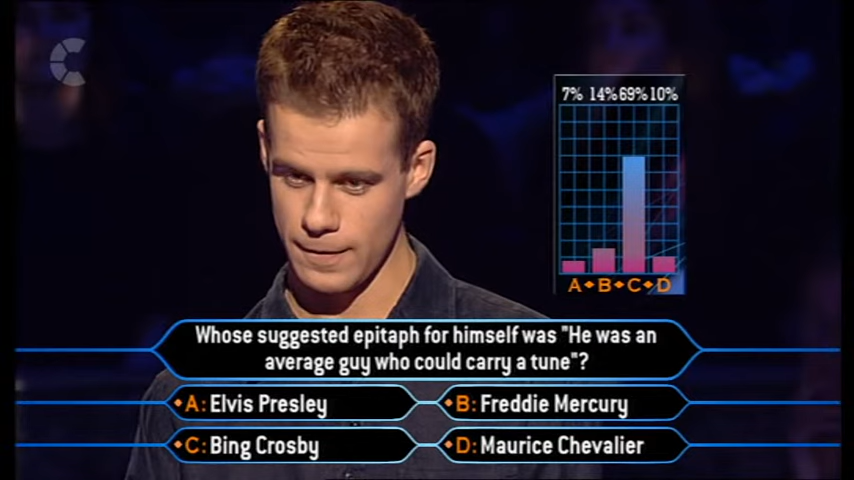 7% 14% 69% 10%
A B C D
Whose suggested epitaph for himself was "He was an
average guy who could carry a tune"?
A: Elvis Presley
B: Freddie Mercury
C: Bing Crosby
D: Maurice Chevalier